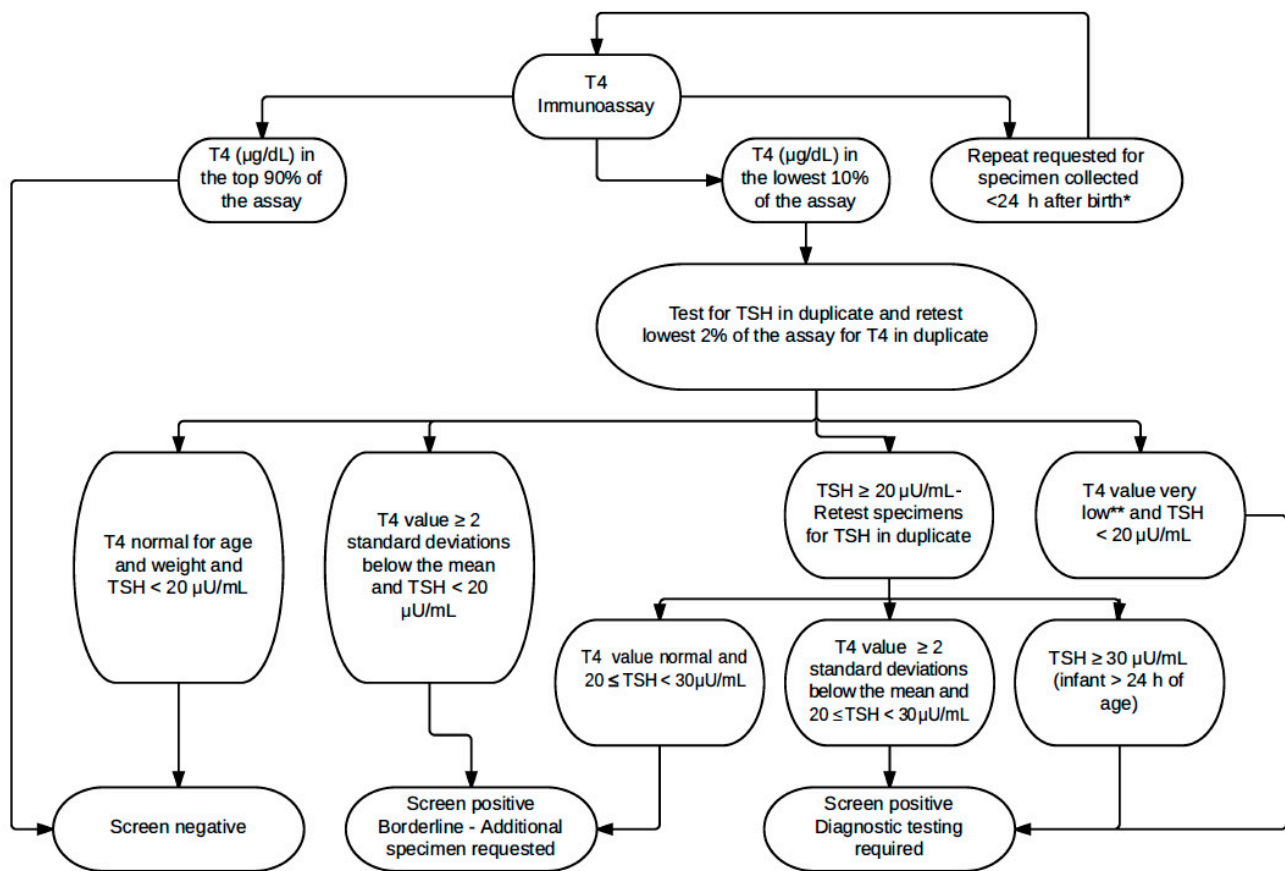 T4
Immunoassay
T4 (µg/dL) in
the top 90% of
the assay
T4 (µg/dL) in
the lowest 10%
of the assay
Repeat requested for
specimen collected
<24 h after birth*
Test for TSH in duplicate and retest
lowest 2% of the assay for T4 in duplicate
T4 normal for age
and weight and
TSH < 20 µU/mL
T4 value ≥ 2
standard deviations
below the mean
and TSH < 20
µU/mL
TSH ≥ 20 µU/mL-
Retest specimens
for TSH in duplicate
T4 value very
low** and TSH
< 20 µU/mL
T4 value normal and
20 ≤ TSH < 30µU/mL
T4 value ≥ 2
standard deviations
below the mean and
20 ≤ TSH < 30µU/mL
TSH ≥ 30 µU/mL
(infant > 24 h of
age)
Screen negative
Screen positive
Borderline - Additional
specimen requested
Screen positive
Diagnostic testing
required